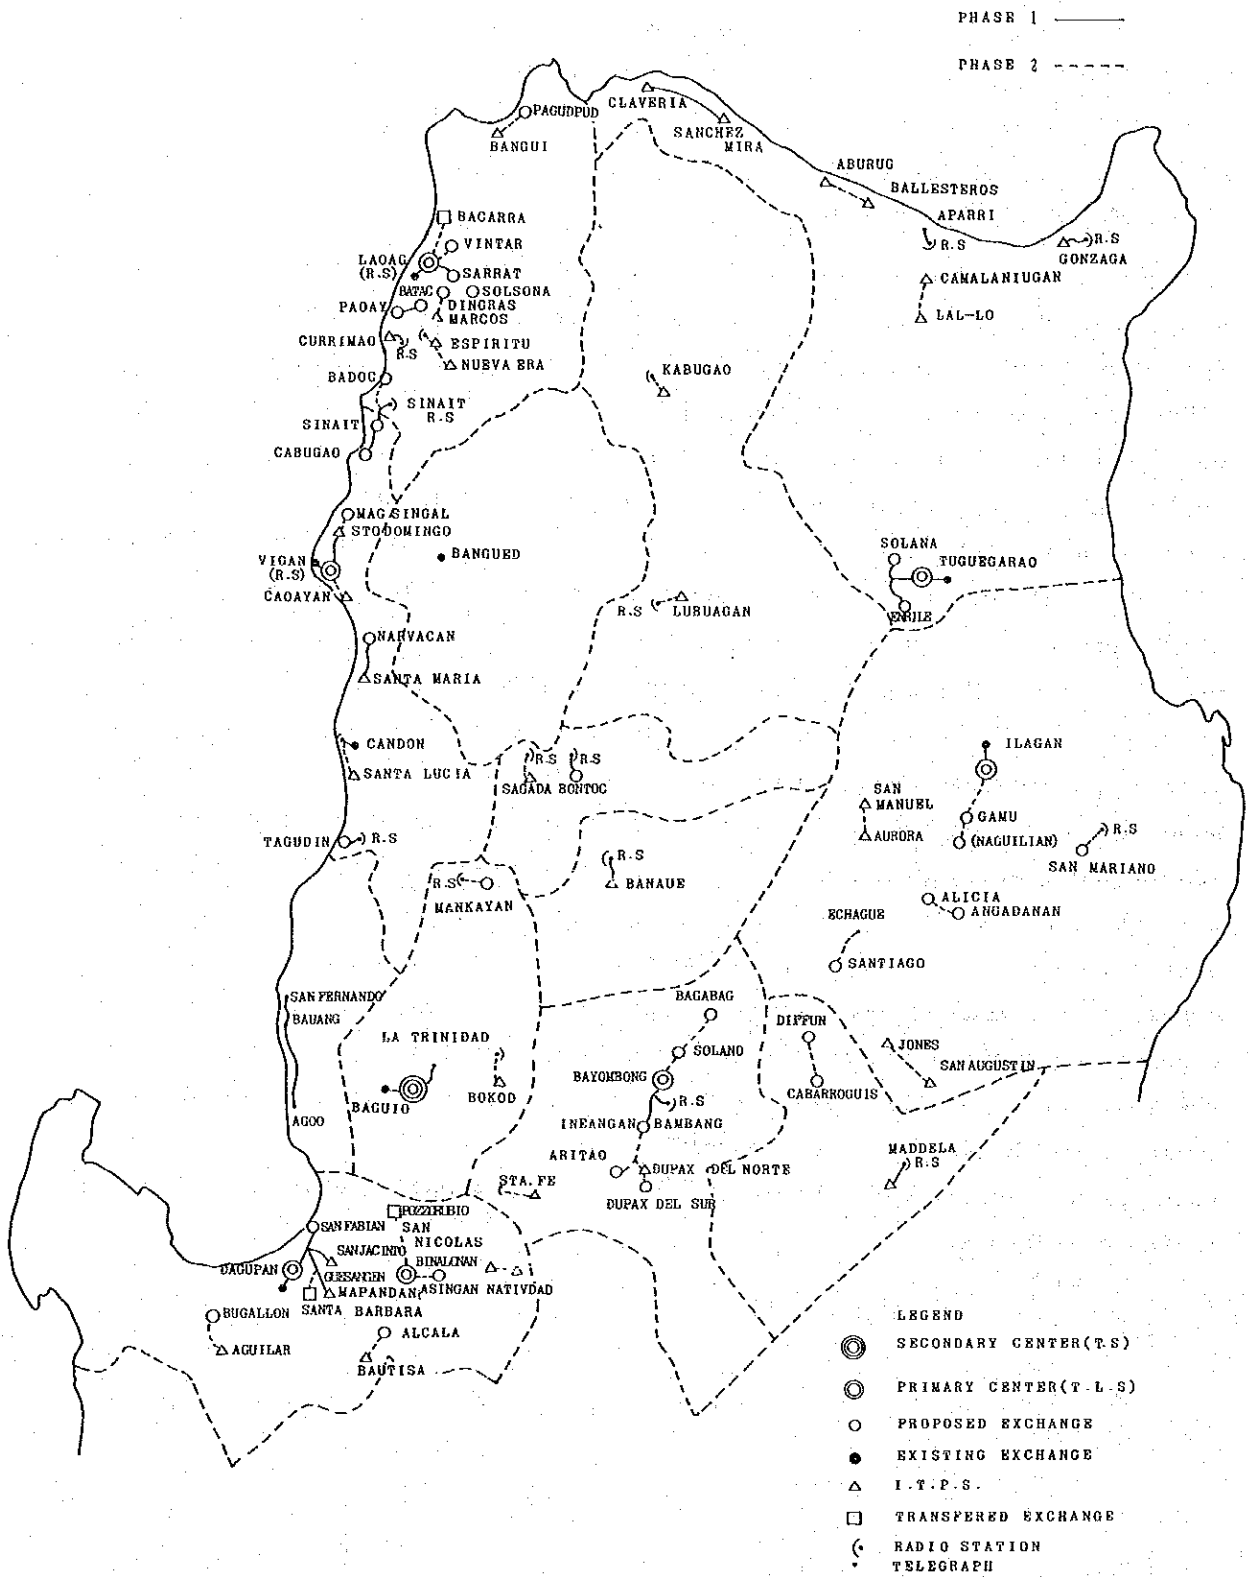 PHASE 1
PHASE 2
CLAVERIA
PAGUDPUD
SANCHEZ
MIRA
BANGUI
ABURUG
BALLESTEROS
BACARRA
APARRI
VINTAR
R.S
R.S
GONZAGA
LAOAG
(R.S)
SARRAT
CAMALANIUGAN
BATAC
SOLSONA
PAOAY
DINGRAS
MARCOS
LAL-LO
CURRIMAO
R.S
ESPIRITU
NUEVA ERA
KABUGAO
BADOC
SINAIT
R.S
SINAIT
CABUGAO
MAGSINGAL
STODOMINGO
VIGAN
(R.S)
BANGUED
SOLANA
TUGUEGARAO
CAOAYAN
R.S
LUBUAGAN
ENRILE
NARVACAN
SANTA MARIA
CANDON
ILAGAN
SANTA LUCIA
R.S
R.S
SAGADA
BONTOC
SAN
MANUEL
GAMU
AURORA
(NAGUILIAN)
R.S
TAGUDIN
R.S
R.S
SAN MARIANO
R.S
BANAUE
MANKAYAN
ALICIA
ANGADANAN
ECHAGUE
SANTIAGO
SAN FERNANDO
BAUANG
BAGABAG
DIFFUN
LA TRINIDAD
SOLANO
JONES
BAYOMBONG
SAN AUGUSTIN
BAGUIO
BOKOD
R.S
CABARROGUIS
AGOO
INEANGAN
BAMBANG
MADDELA
R.S
ARITAO
DUPAX DEL NORTE
STA. FE
DUPAX DEL SUR
POZZORUBIO
SAN FABIAN
SAN
NICOLAS
SANJACINTO
BINALONAN
DAGUPAN
MAPANDAN
ASINGAN
NATIVDAD
BUGALLON
SANTA
BARBARA
ALCALA
AGUILAR
BAUTISA
LEGEND
SECONDARY CENTER(T.S)
PRIMARY CENTER(T.L.S)
PROPOSED EXCHANGE
EXISTING EXCHANGE
I.T.P.S.
TRANSFERED EXCHANGE
RADIO STATION
TELEGRAPH